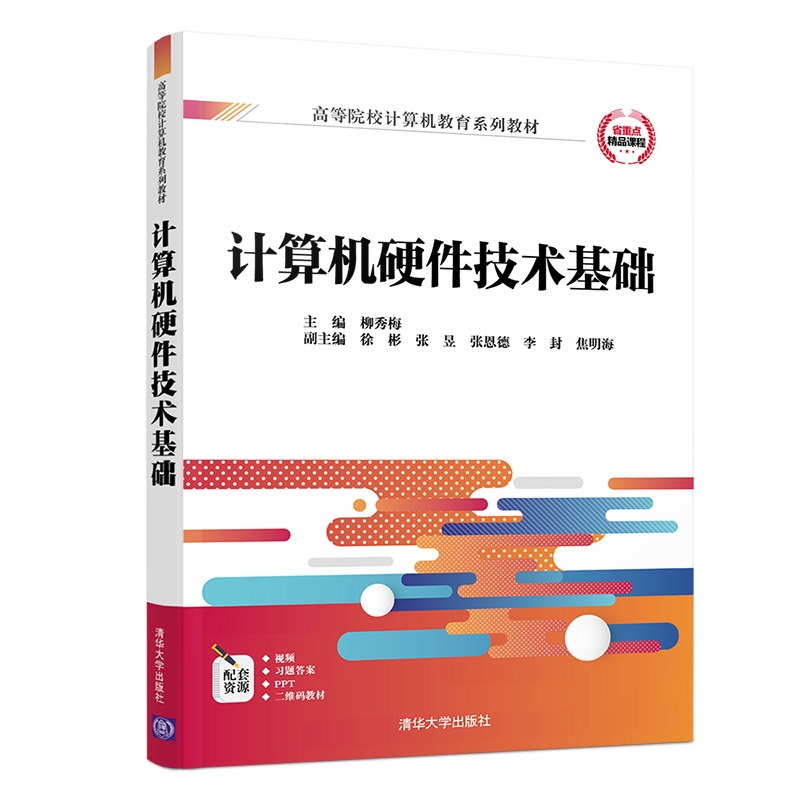 高等院校计算机教育系列教材
省重点
精品课程
计算机硬件技术基础
主 编 柳秀梅
副主编 徐 彬 张 昱 张恩德 李 封 焦明海
配套
资源
◆ 视频
◆ 习题答案
◆ PPT
◆ 二维码教材
清华大学出版社
高等院校计算机教育系列教材
计算机硬件技术基础
清华大学出版社